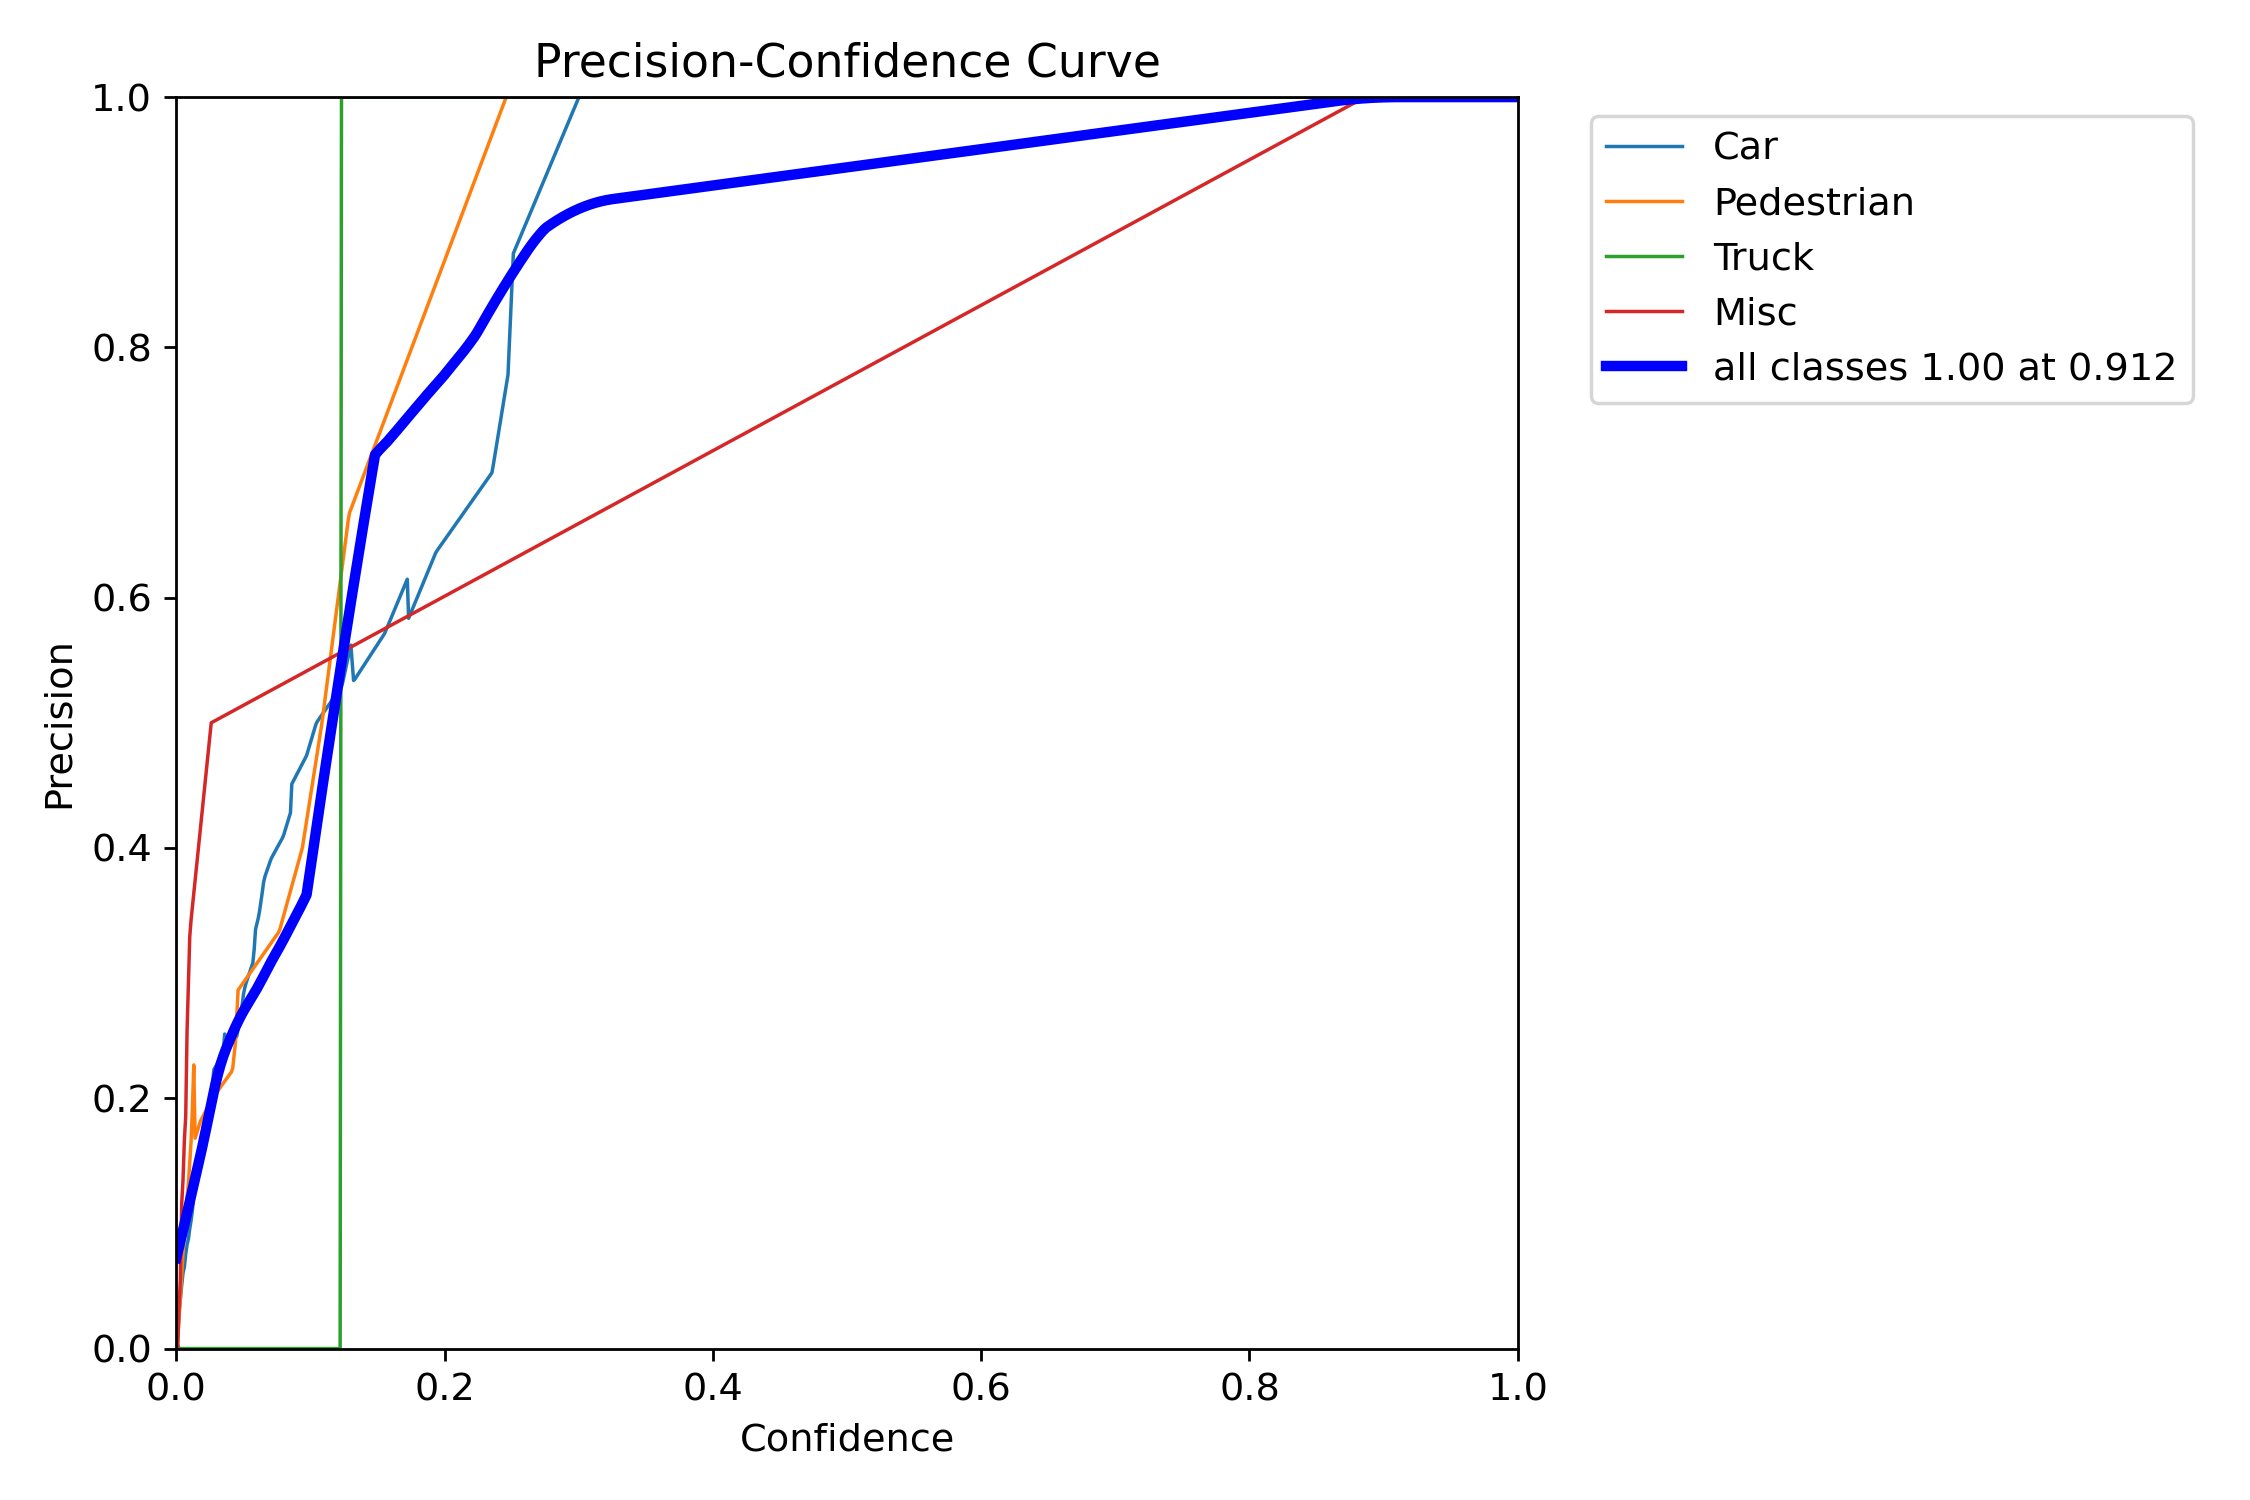 Precision-Confidence Curve
1.0
0.8
0.6
0.4
0.2
0.0
Precision
0.0 0.2 0.4 0.6 0.8 1.0
Confidence
Car
Pedestrian
Truck
Misc
all classes 1.00 at 0.912